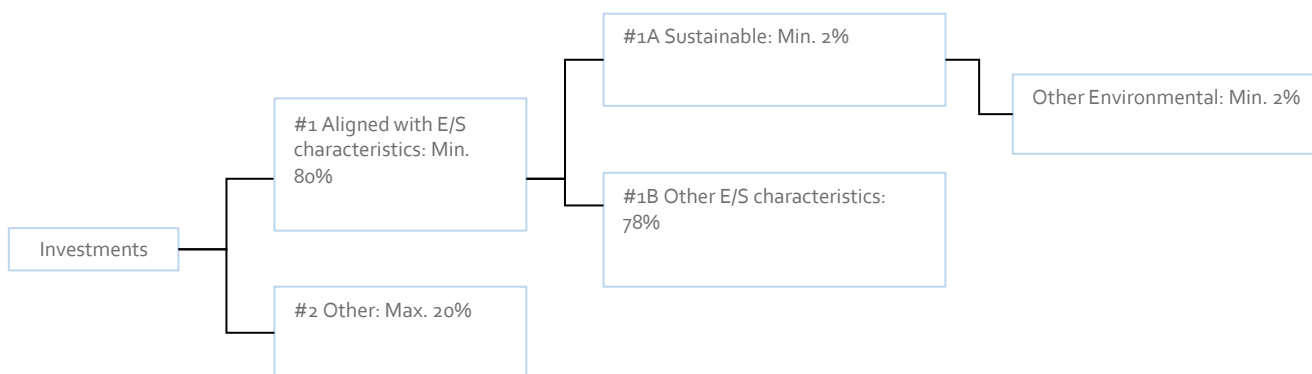 Investments
#1 Aligned with E/S
characteristics: Min.
80%
#2 Other: Max. 20%
#1A Sustainable: Min. 2%
#1B Other E/S characteristics:
78%
Other Environmental: Min. 2%